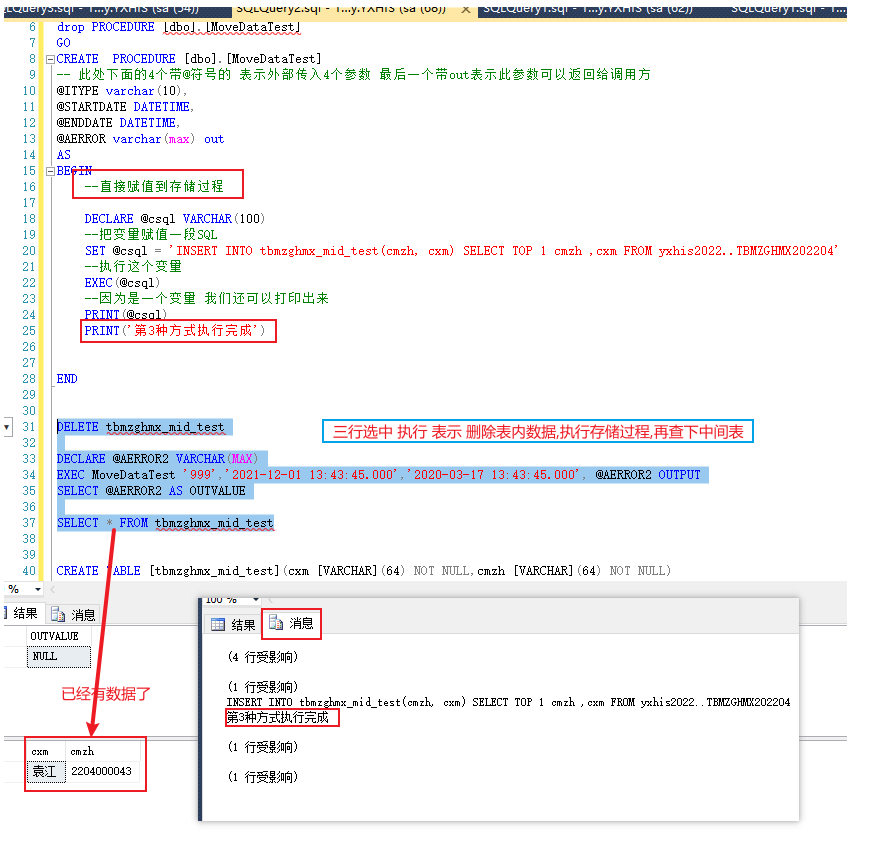 SQLQuery2.sql - 1...y.YXHIS (sa (68))
6 drop PROCEDURE [dbo].[MoveDataTest]
7 GO
8 CREATE  PROCEDURE [dbo].[MoveDataTest]
9 -- 此处下面的4个带@符号的 表示外部传入4个参数 最后一个带out表示此参数可以返回给调用方
10 @ITYPE varchar(10),
11 @STARTDATE DATETIME,
12 @ENDDATE DATETIME,
13 @AERROR varchar(max) out
14 AS
15 BEGIN
16 --直接赋值到存储过程
17
18 DECLARE @csql VARCHAR(100)
19 --把变量赋值一段SQL
20 SET @csql = 'INSERT INTO tbmzghmx_mid_test(cmzh, cxm) SELECT TOP 1 cmzh ,cxm FROM yxhis2022..TBMZGHMX202204'
21 --执行这个变量
22 EXEC(@csql)
23 --因为是一个变量 我们还可以打印出来
24 PRINT(@csql)
25 PRINT('第3种方式执行完成')
26
27
28 END
29
30
31 DELETE tbmzghmx_mid_test
三行选中 执行 表示 删除表内数据,执行存储过程,再查下中间表
32
33 DECLARE @AERROR2 VARCHAR(MAX)
34 EXEC MoveDataTest '999','2021-12-01 13:43:45.000','2020-03-17 13:43:45.000', @AERROR2 OUTPUT
35 SELECT @AERROR2 AS OUTVALUE
36
37 SELECT * FROM tbmzghmx_mid_test
38
39
40 CREATE TABLE [tbmzghmx_mid_test](cxm [VARCHAR](64) NOT NULL,cmzh [VARCHAR](64) NOT NULL)
%
结果 消息
OUTVALUE
NULL
已经有数据了
cxm cmzh
袁江 2204000043
100 %
结果 消息
(4 行受影响)
(1 行受影响)
INSERT INTO tbmzghmx_mid_test(cmzh, cxm) SELECT TOP 1 cmzh ,cxm FROM yxhis2022..TBMZGHMX202204
第3种方式执行完成
(1 行受影响)
(1 行受影响)